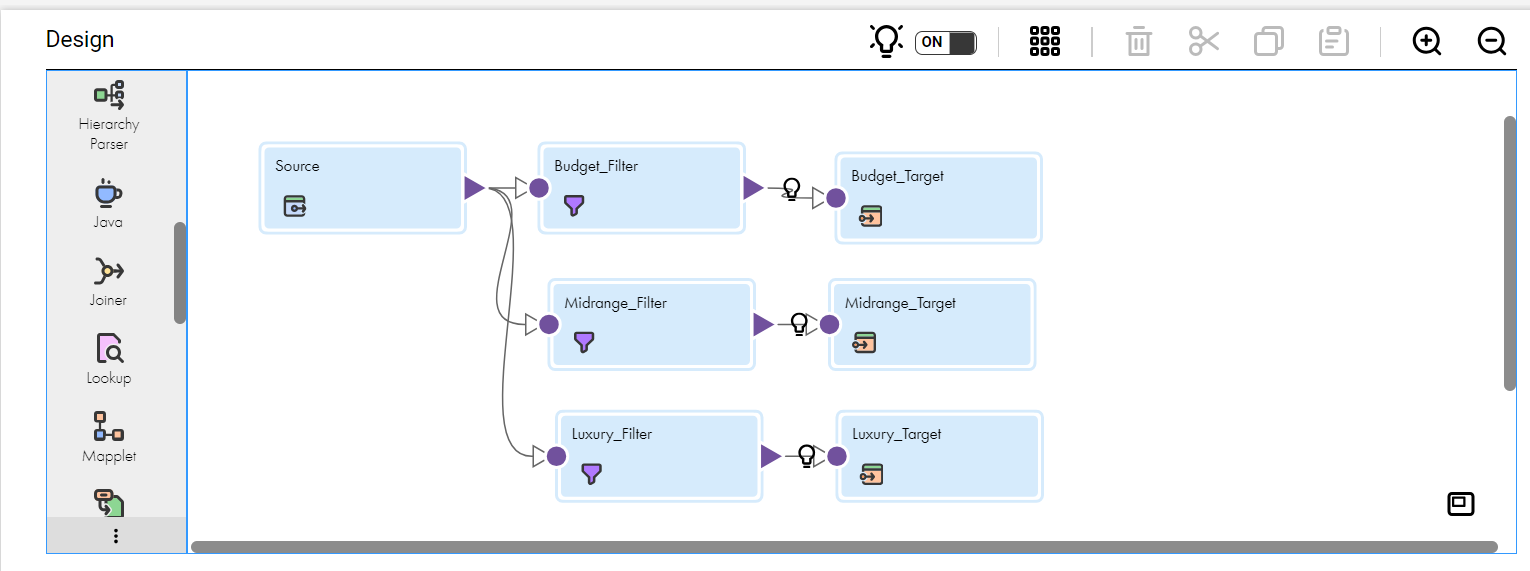 Design
ON
Hierarchy
Parser
Java
Joiner
Lookup
Mapplet
Source
Budget_Filter
Budget_Target
Midrange_Filter
Midrange_Target
Luxury_Filter
Luxury_Target